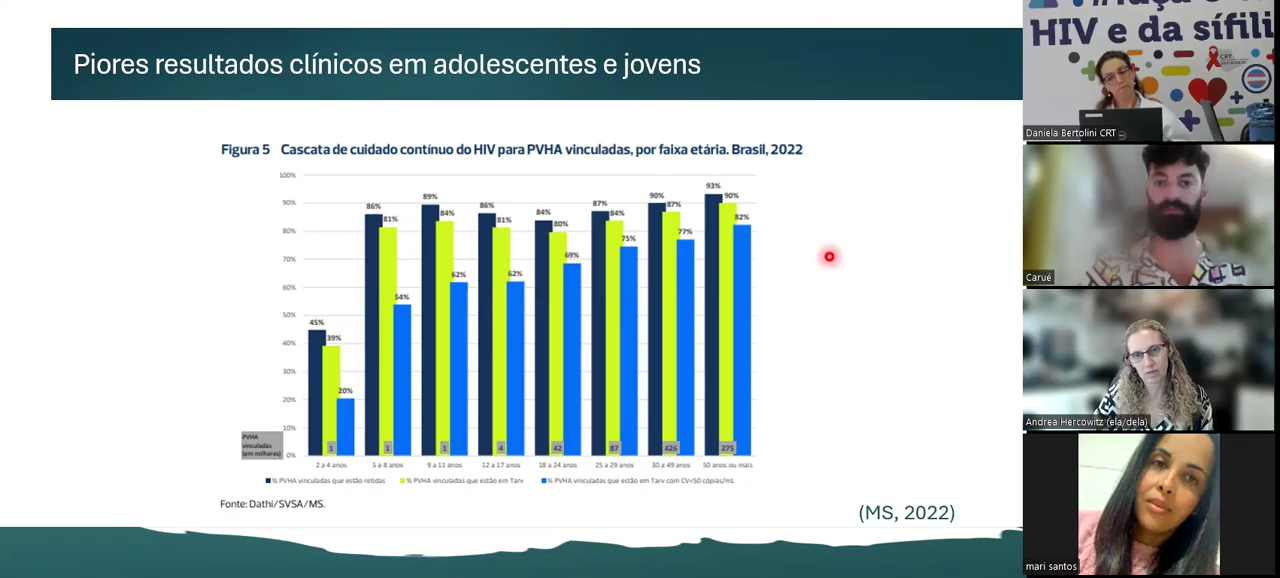 Piores resultados clínicos em adolescentes e jovens
Figura 5 Cascata de cuidado contínuo do HIV para PVHA vinculadas, por faixa etária. Brasil, 2022
100%
90%
80%
70%
60%
50%
40%
30%
20%
10%
0%
45% 39% 20%
86% 81% 54%
89% 84% 62%
86% 81% 62%
84% 80% 69%
87% 84% 75%
90% 87% 77%
93% 90% 82%
PVHA
vinculadas
(em milhares)
1 1 1 4 42 87 426 275
2 a 4 anos 5 a 8 anos 9 a 11 anos 12 a 17 anos 18 a 24 anos 25 a 29 anos 30 a 49 anos 50 anos ou mais
% PVHA vinculadas que estão retidas % PVHA vinculadas que estão em Tarv % PVHA vinculadas que estão em Tarv com CV<50 cópias/mL
Fonte: Dathi/SVSA/MS.
(MS, 2022)
HIV e da sífili
CRT
Daniela Bertolini CRT
Carué
Andrea Hercowitz (ela/dela)
mari santos